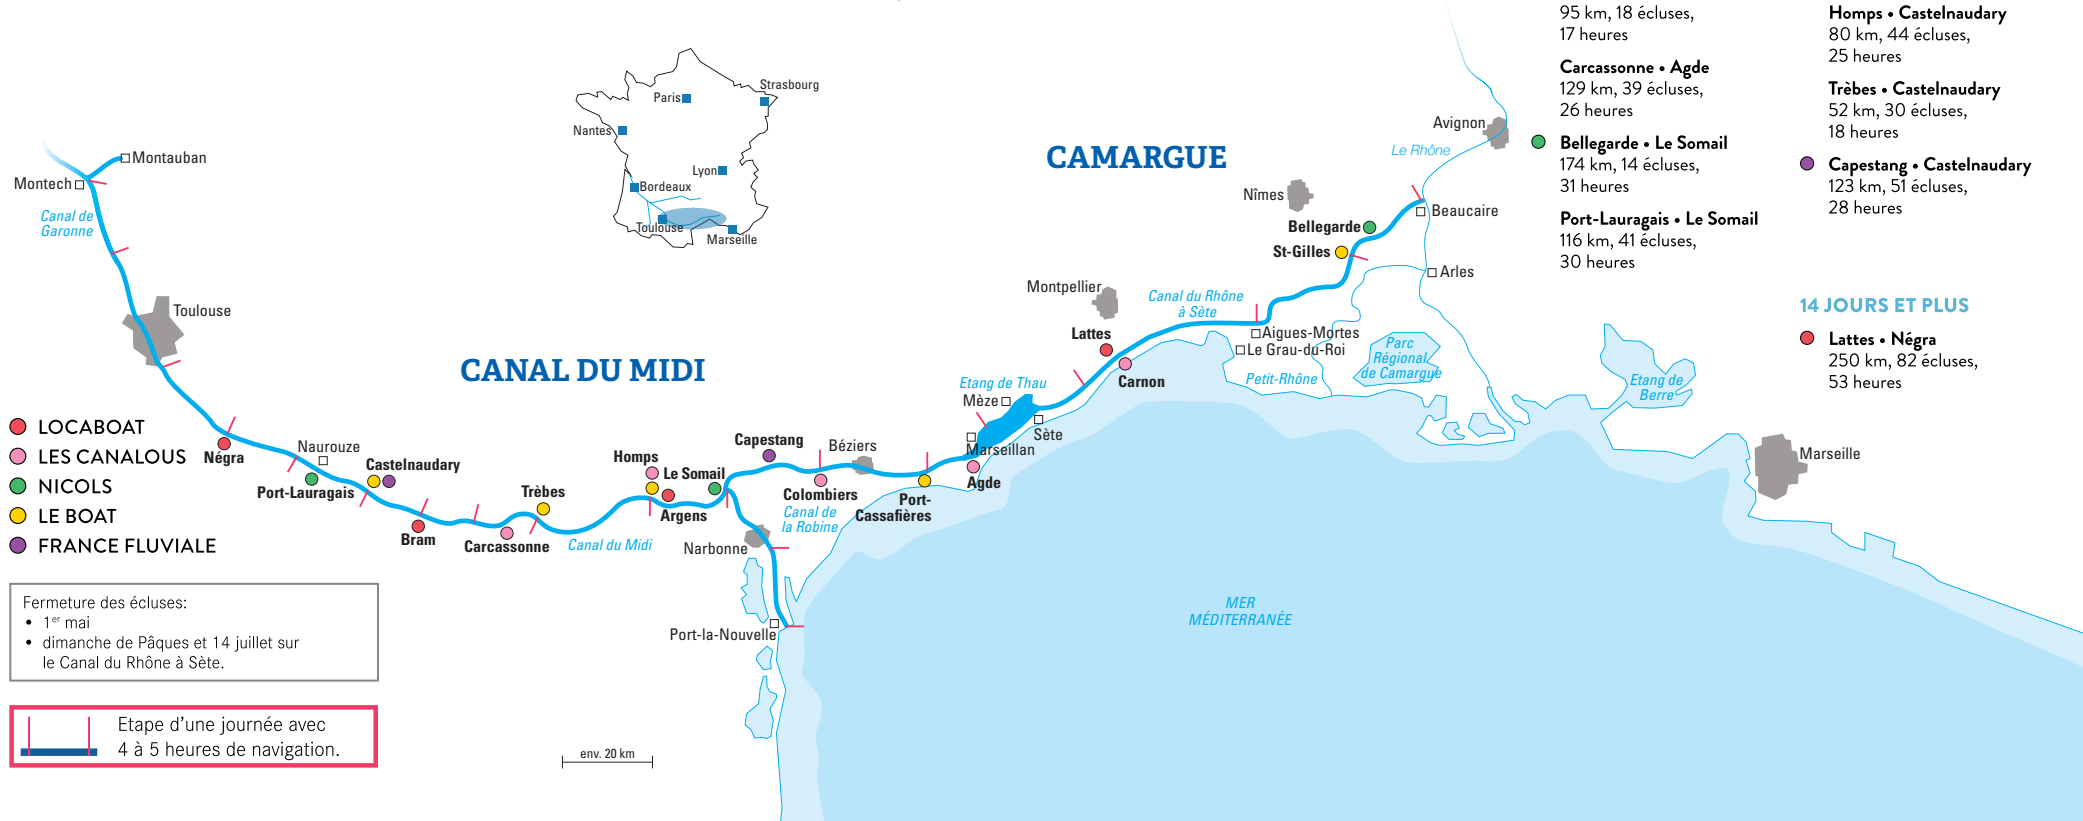 95 km, 18 écluses,
17 heures
Carcassonne • Agde
129 km, 39 écluses,
26 heures
Bellegarde • Le Somail
174 km, 14 écluses,
31 heures
Port-Lauragais • Le Somail
116 km, 41 écluses,
30 heures
Homps • Castelnaudary
80 km, 44 écluses,
25 heures
Trèbes • Castelnaudary
52 km, 30 écluses,
18 heures
Capestang • Castelnaudary
123 km, 51 écluses,
28 heures
14 JOURS ET PLUS
Lattes • Négra
250 km, 82 écluses,
53 heures
Paris
Strasbourg
Nantes
Lyon
Bordeaux
Toulouse
Marseille
CAMARGUE
CANAL DU MIDI
Montauban
Montech
Canal de
Garonne
Toulouse
Négra
Naurouze
Port-Lauragais
Castelnaudary
Bram
Carcassonne
Trèbes
Canal du Midi
Homps
Le Somail
Argens
Capestang
Colombiers
Béziers
Canal de
la Robine
Narbonne
Port-la-Nouvelle
Port-
Cassafières
Agde
Marseillan
Mèze
Etang de Thau
Sète
Carnon
Lattes
Montpellier
Canal du Rhône
à Sète
Aigues-Mortes
Le Grau-du-Roi
Petit-Rhône
Parc
Régional
de Camargue
Nîmes
Bellegarde
St-Gilles
Beaucaire
Arles
Avignon
Le Rhône
Etang de
Berre
Marseille
MER
MÉDITERRANÉE
LOCABOAT
LES CANALOUS
NICOLS
LE BOAT
FRANCE FLUVIALE
Fermeture des écluses:
• 1er mai
• dimanche de Pâques et 14 juillet sur
le Canal du Rhône à Sète.
Etape d'une journée avec
4 à 5 heures de navigation.
env. 20 km